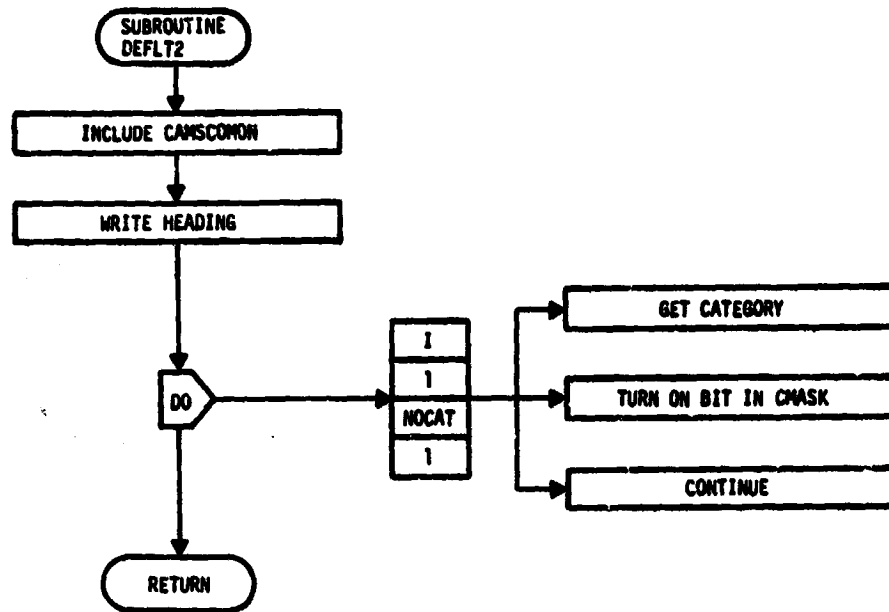 SUBROUTINE
DEFLT2
INCLUDE CAMSCOMON
WRITE HEADING
DO
I
1
NOCAT
1
GET CATEGORY
TURN ON BIT IN CMASK
CONTINUE
RETURN